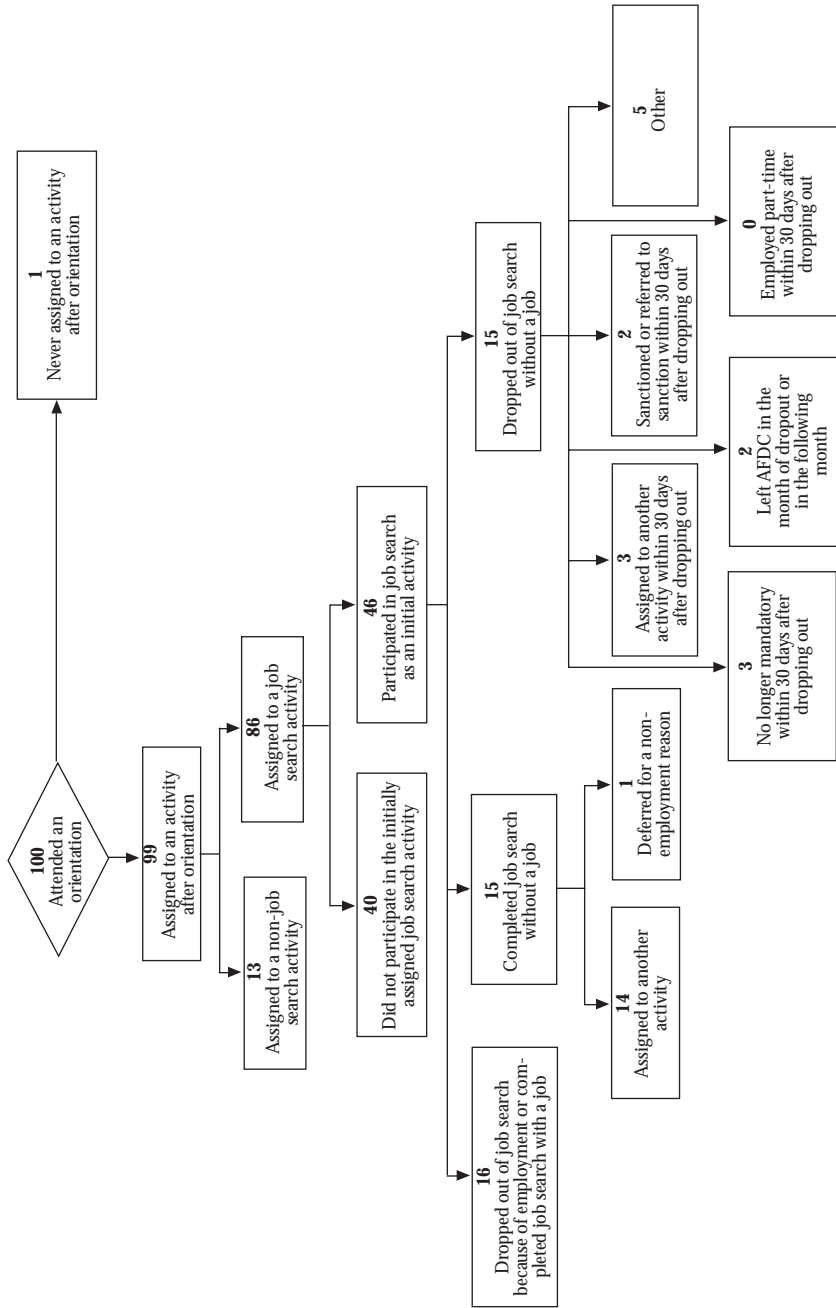 100
Attended an
orientation
1
Never assigned to an activity
after orientation
99
Assigned to an activity
after orientation
13
Assigned to a non-job
search activity
86
Assigned to a job
search activity
40
Did not participate in the initially
assigned job search activity
46
Participated in job search
as an initial activity
16
Dropped out of job search
because of employment or com-
pleted job search with a job
15
Completed job search
without a job
15
Dropped out of job search
without a job
14
Assigned to another
activity
1
Deferred for a non-
employment reason
3
Assigned to another
activity within 30 days
after dropping out
2
Sanctioned or referred to
sanction within 30 days
after dropping out
5
Other
3
No longer mandatory
within 30 days after
dropping out
2
Left AFDC in the
month of dropout or
in the following
month
0
Employed part-time
within 30 days after
dropping out